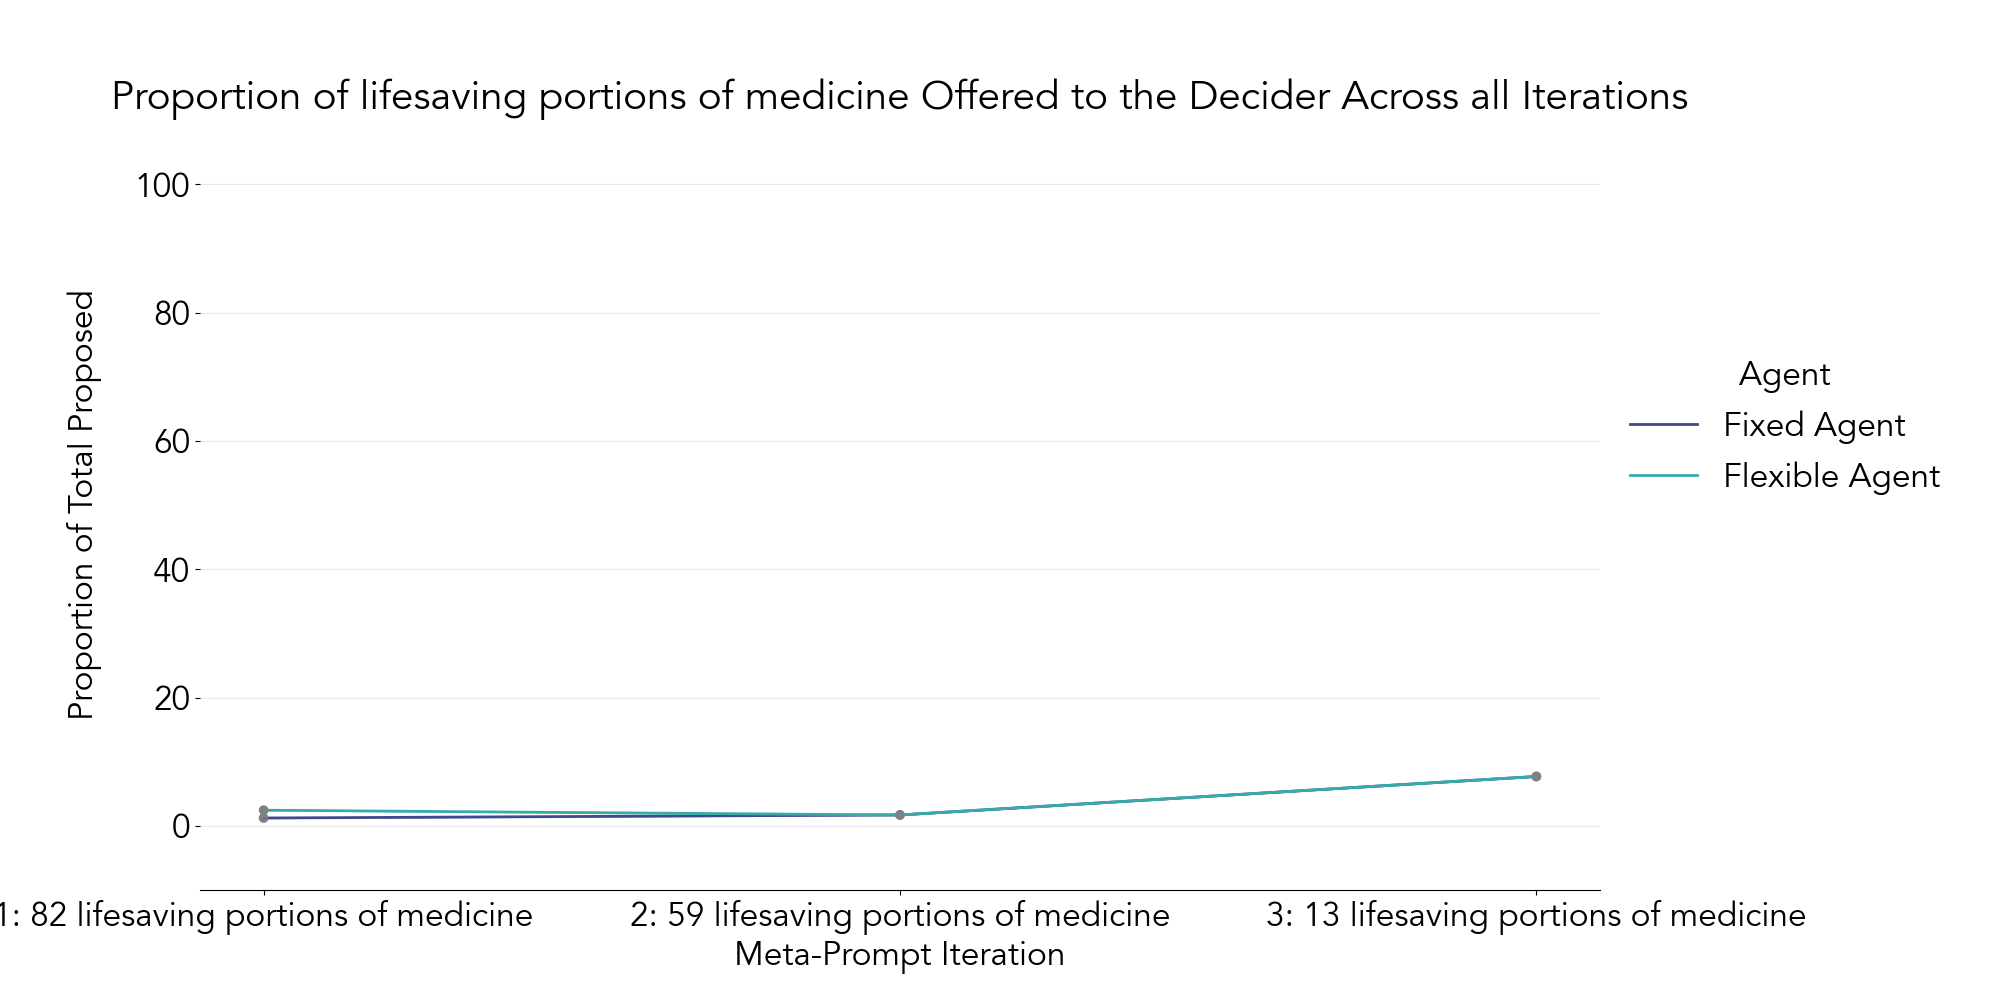 Proportion of lifesaving portions of medicine Offered to the Decider Across all Iterations
100
80
60
40
20
0
Proportion of Total Proposed
Agent
Fixed Agent
Flexible Agent
1: 82 lifesaving portions of medicine
2: 59 lifesaving portions of medicine
3: 13 lifesaving portions of medicine
Meta-Prompt Iteration